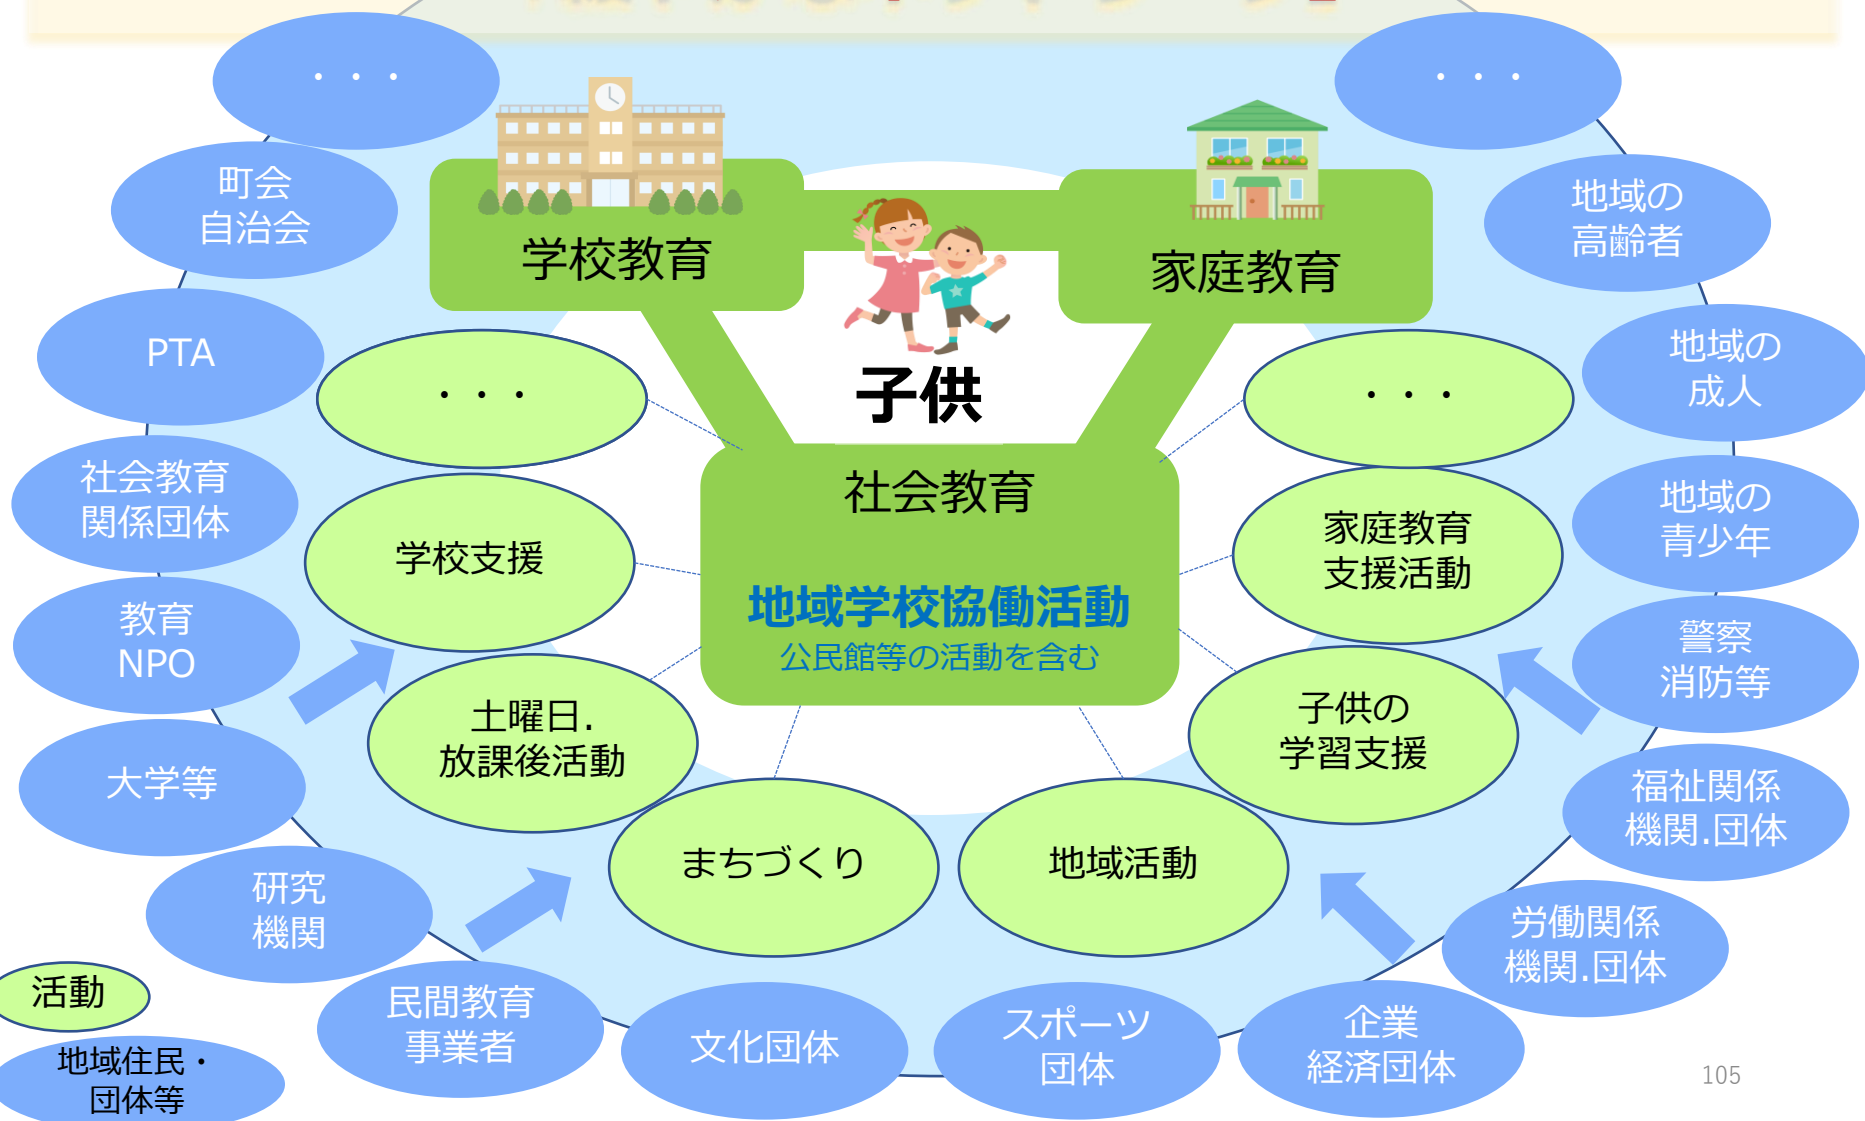 ・・・
・・・
町会
自治会
地域の
高齢者
学校教育
家庭教育
PTA
地域の
成人
子供
・・・
・・・
社会教育
関係団体
社会教育
地域の
青少年
学校支援
家庭教育
支援活動
地域学校協働活動
公民館等の活動を含む
教育
NPO
警察
消防等
土曜日.
放課後活動
子供の
学習支援
大学等
福祉関係
機関.団体
まちづくり
地域活動
研究
機関
労働関係
機関.団体
活動
民間教育
事業者
文化団体
スポーツ
団体
企業
経済団体
地域住民・
団体等
105